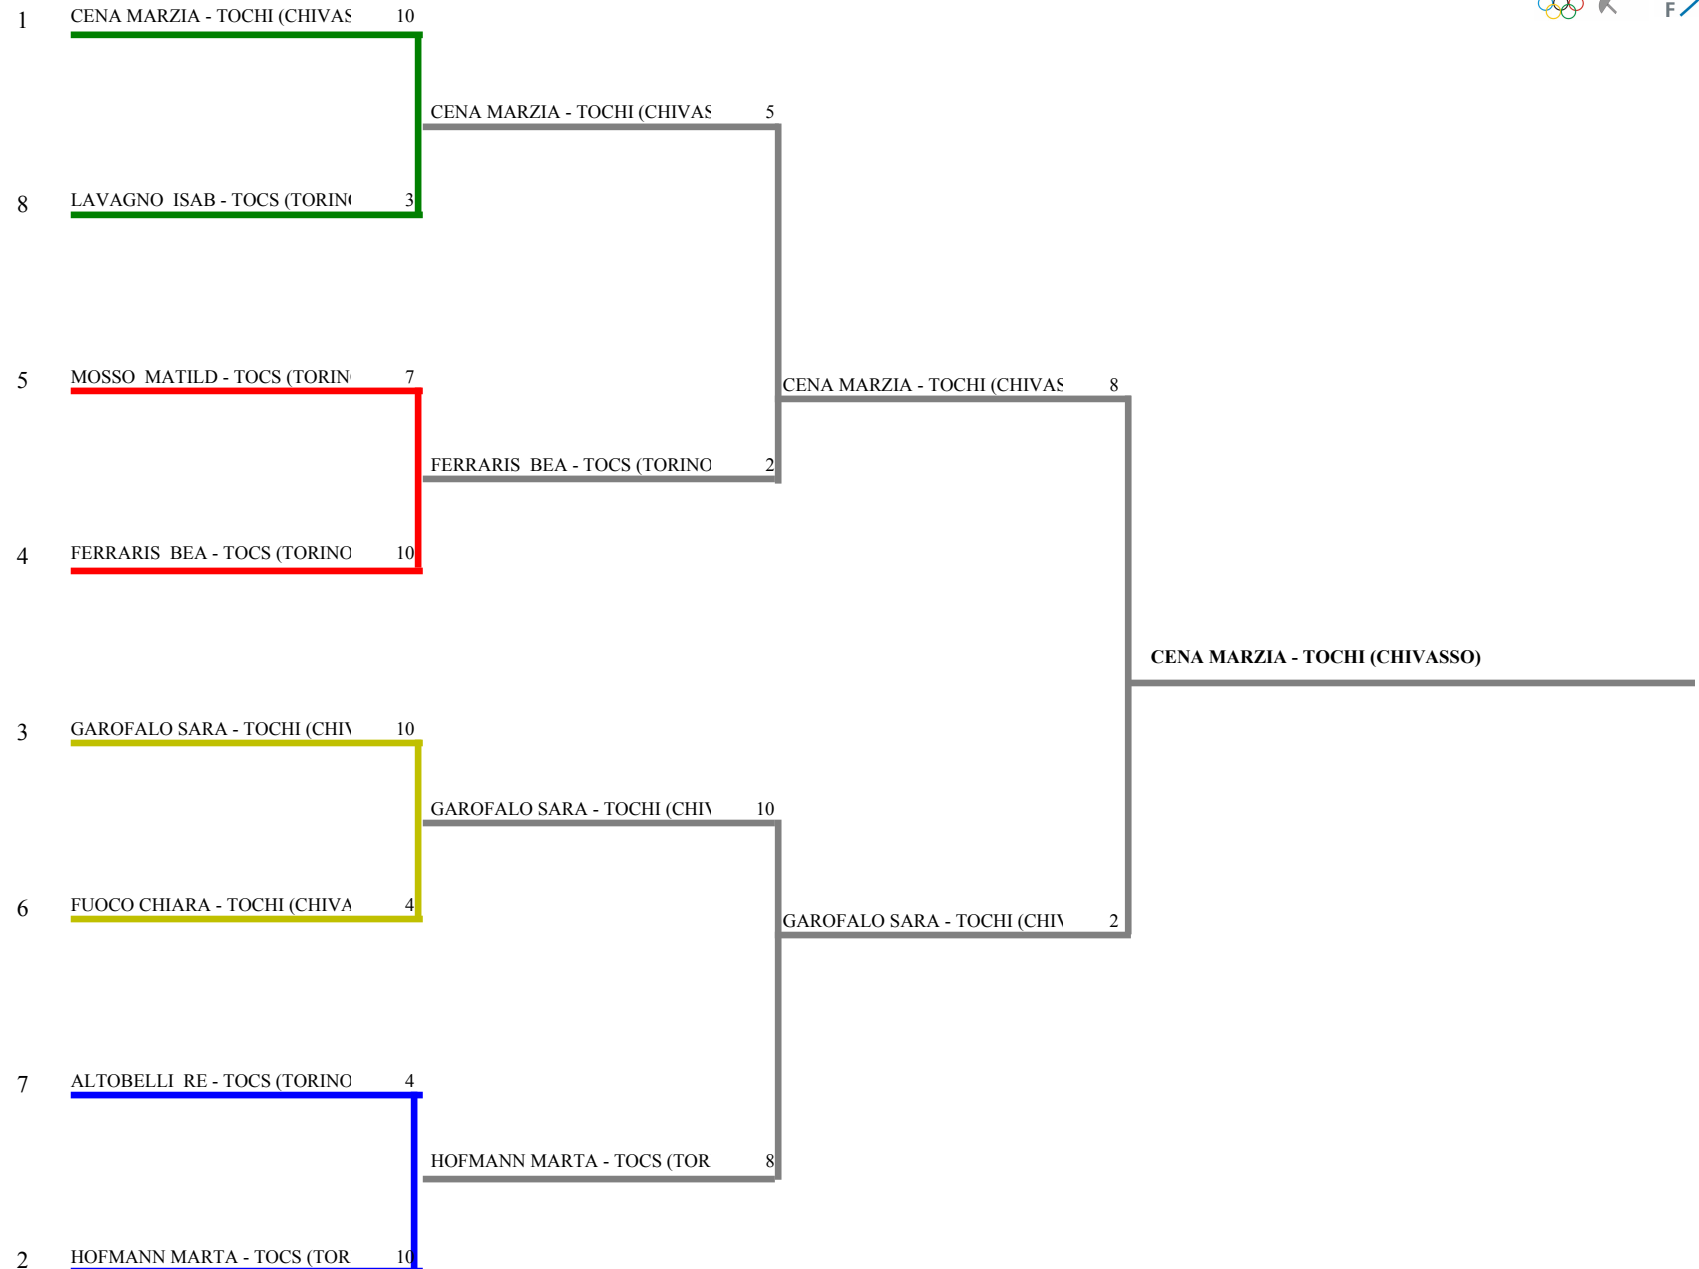 1 CENA MARZIA - TOCHI (CHIVAS 10
F
CENA MARZIA - TOCHI (CHIVAS 5
8 LAVAGNO ISAB - TOCS (TORIN 3
5 MOSSO MATILD - TOCS (TORIN 7
CENA MARZIA - TOCHI (CHIVAS 8
FERRARIS BEA - TOCS (TORINO 2
4 FERRARIS BEA - TOCS (TORINO 10
CENA MARZIA - TOCHI (CHIVASSO)
3 GAROFALO SARA - TOCHI (CHIV 10
GAROFALO SARA - TOCHI (CHIV 10
6 FUOCO CHIARA - TOCHI (CHIVA 4
GAROFALO SARA - TOCHI (CHIV 2
7 ALTOBELLI RE - TOCS (TORINO 4
HOFMANN MARTA - TOCS (TOR 8
2 HOFMANN MARTA - TOCS (TOR 10